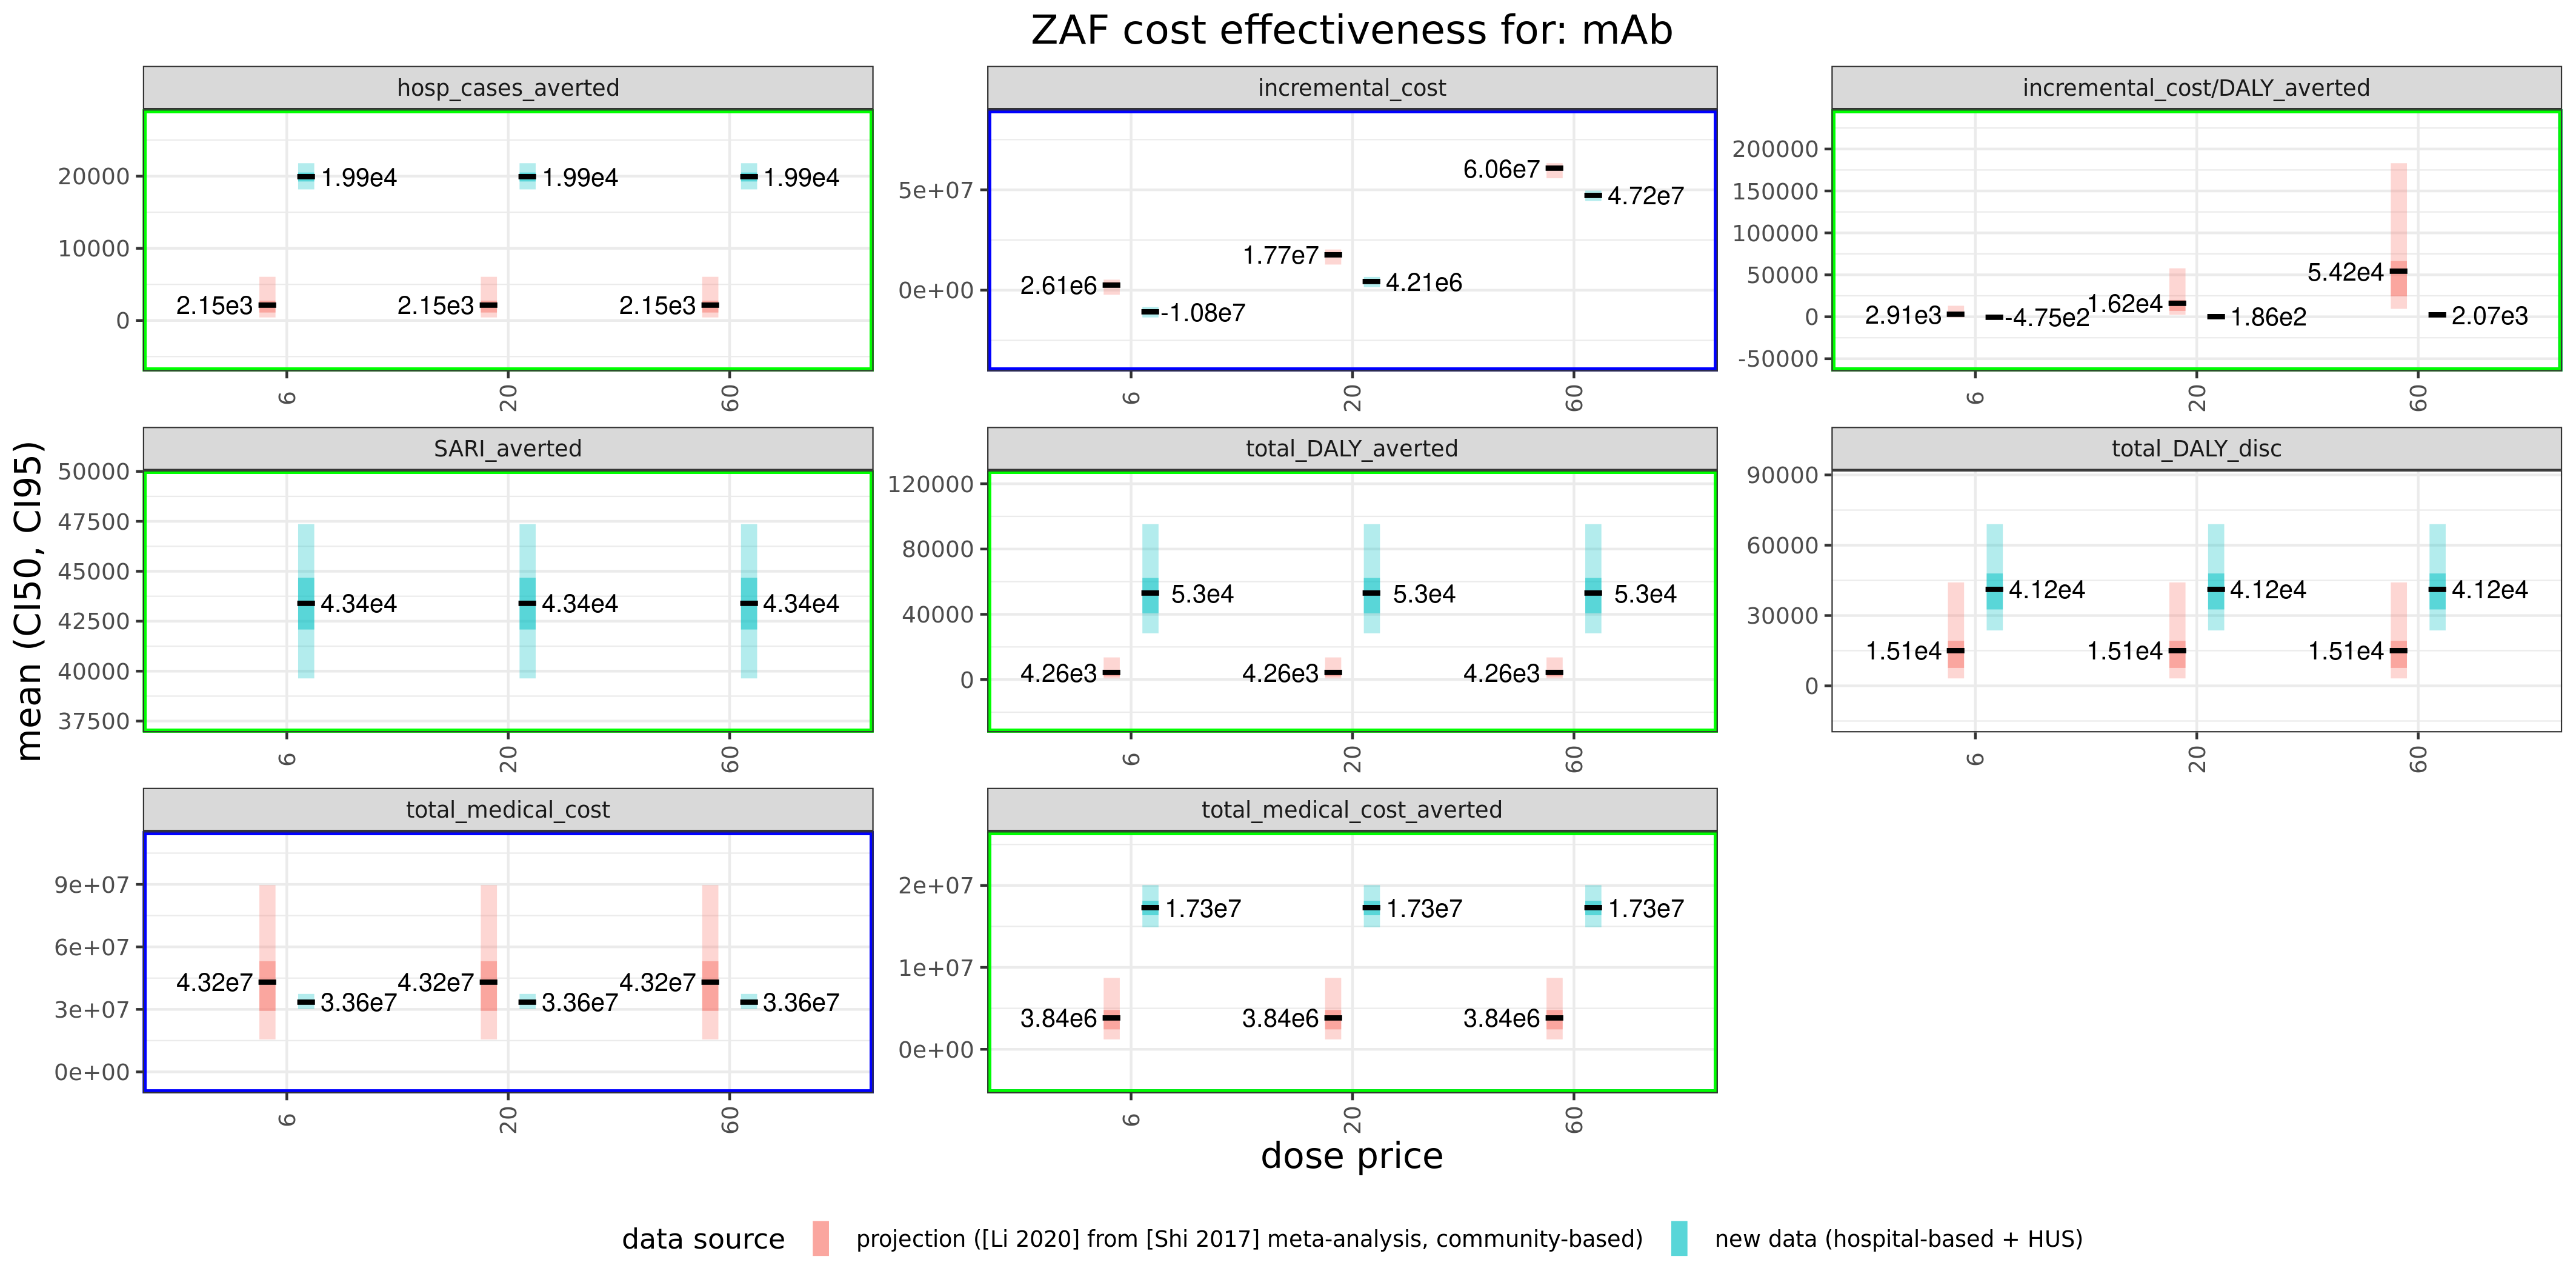 ZAF cost effectiveness for: mAb
hosp_cases_averted
20000
10000
0
1.99e4
1.99e4
1.99e4
2.15e3
2.15e3
2.15e3
6
20
60
incremental_cost
5e+07
0e+00
6.06e7
4.72e7
1.77e7
4.21e6
2.61e6
-1.08e7
6
20
60
incremental_cost/DALY_averted
200000
150000
100000
50000
0
-50000
5.42e4
1.62e4
2.91e3
-4.75e2
1.86e2
2.07e3
6
20
60
mean (CI50, CI95)
SARI_averted
50000
47500
45000
42500
40000
37500
4.34e4
4.34e4
4.34e4
6
20
60
total_DALY_averted
120000
80000
40000
0
5.3e4
5.3e4
5.3e4
4.26e3
4.26e3
4.26e3
6
20
60
total_DALY_disc
90000
60000
30000
0
4.12e4
4.12e4
4.12e4
1.51e4
1.51e4
1.51e4
6
20
60
total_medical_cost
9e+07
6e+07
3e+07
0e+00
4.32e7
4.32e7
4.32e7
3.36e7
3.36e7
3.36e7
6
20
60
total_medical_cost_averted
2e+07
1e+07
0e+00
1.73e7
1.73e7
1.73e7
3.84e6
3.84e6
3.84e6
6
20
60
dose price
data source
projection ([Li 2020] from [Shi 2017] meta-analysis, community-based)
new data (hospital-based + HUS)